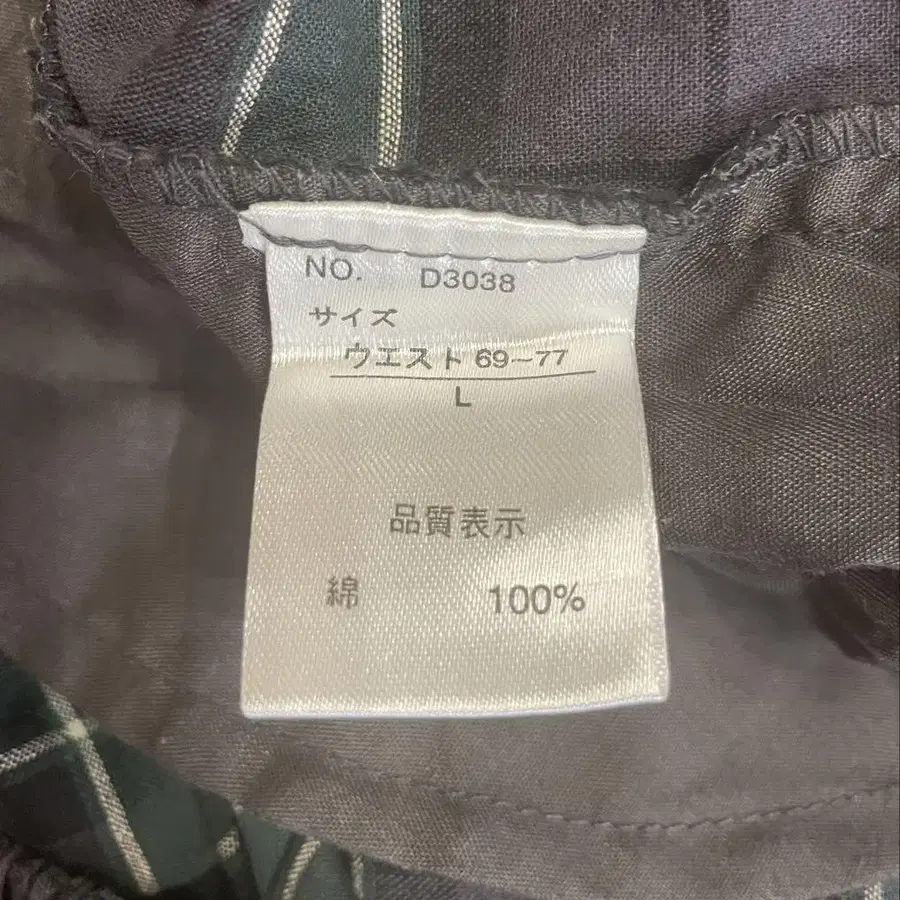 NO. D3038
サイズ
ウエスト 69~77
L
品質表示
綿 100%